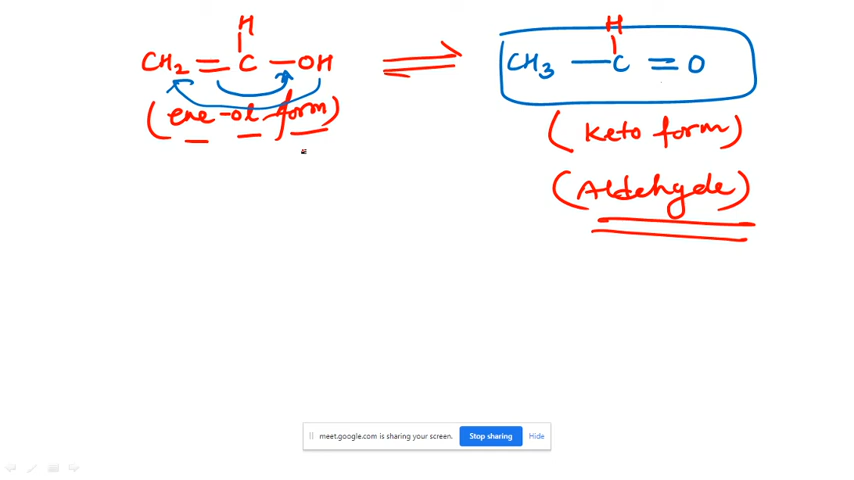 H
CH2 = C - OH
(ene-ol form)
H
CH3 - C = O
(Keto form)
(Aldehyde)
meet.google.com is sharing your screen. Stop sharing Hide